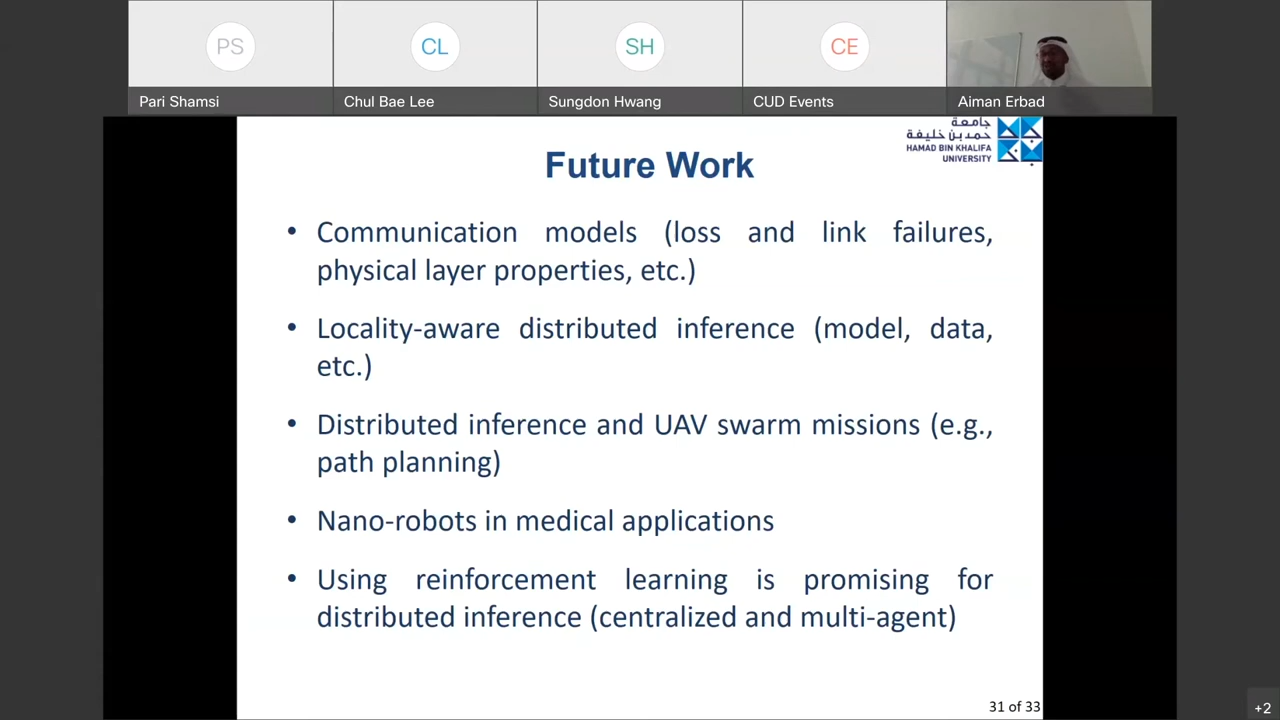 PS
CL
SH
CE
Pari Shamsi
Chul Bae Lee
Sungdon Hwang
CUD Events
Aiman Erbad
جامعة
حمد بن خليفة
HAMAD BIN KHALIFA
UNIVERSITY
Future Work
• Communication models (loss and link failures,
physical layer properties, etc.)
• Locality-aware distributed inference (model, data,
etc.)
• Distributed inference and UAV swarm missions (e.g.,
path planning)
• Nano-robots in medical applications
• Using reinforcement learning is promising for
distributed inference (centralized and multi-agent)
31 of 33
+2